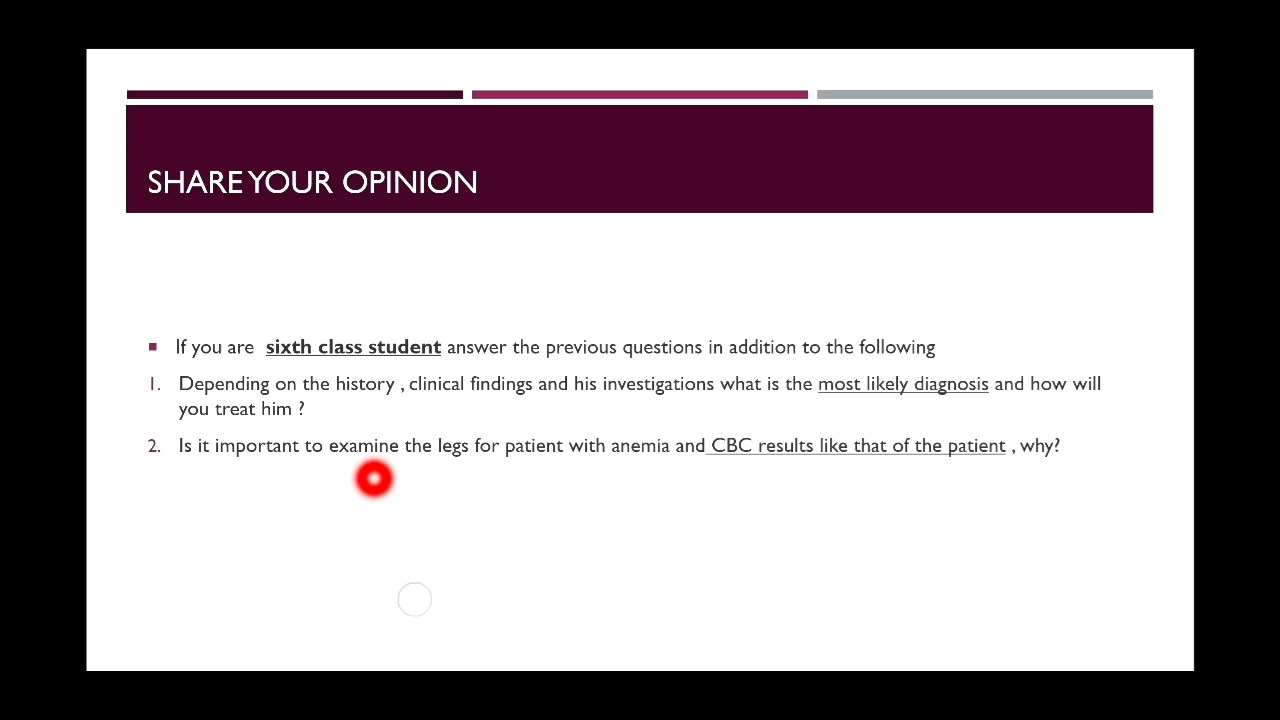 SHARE YOUR OPINION
If you are sixth class student answer the previous questions in addition to the following
1. Depending on the history , clinical findings and his investigations what is the most likely diagnosis and how will
you treat him ?
2. Is it important to examine the legs for patient with anemia and CBC results like that of the patient , why?